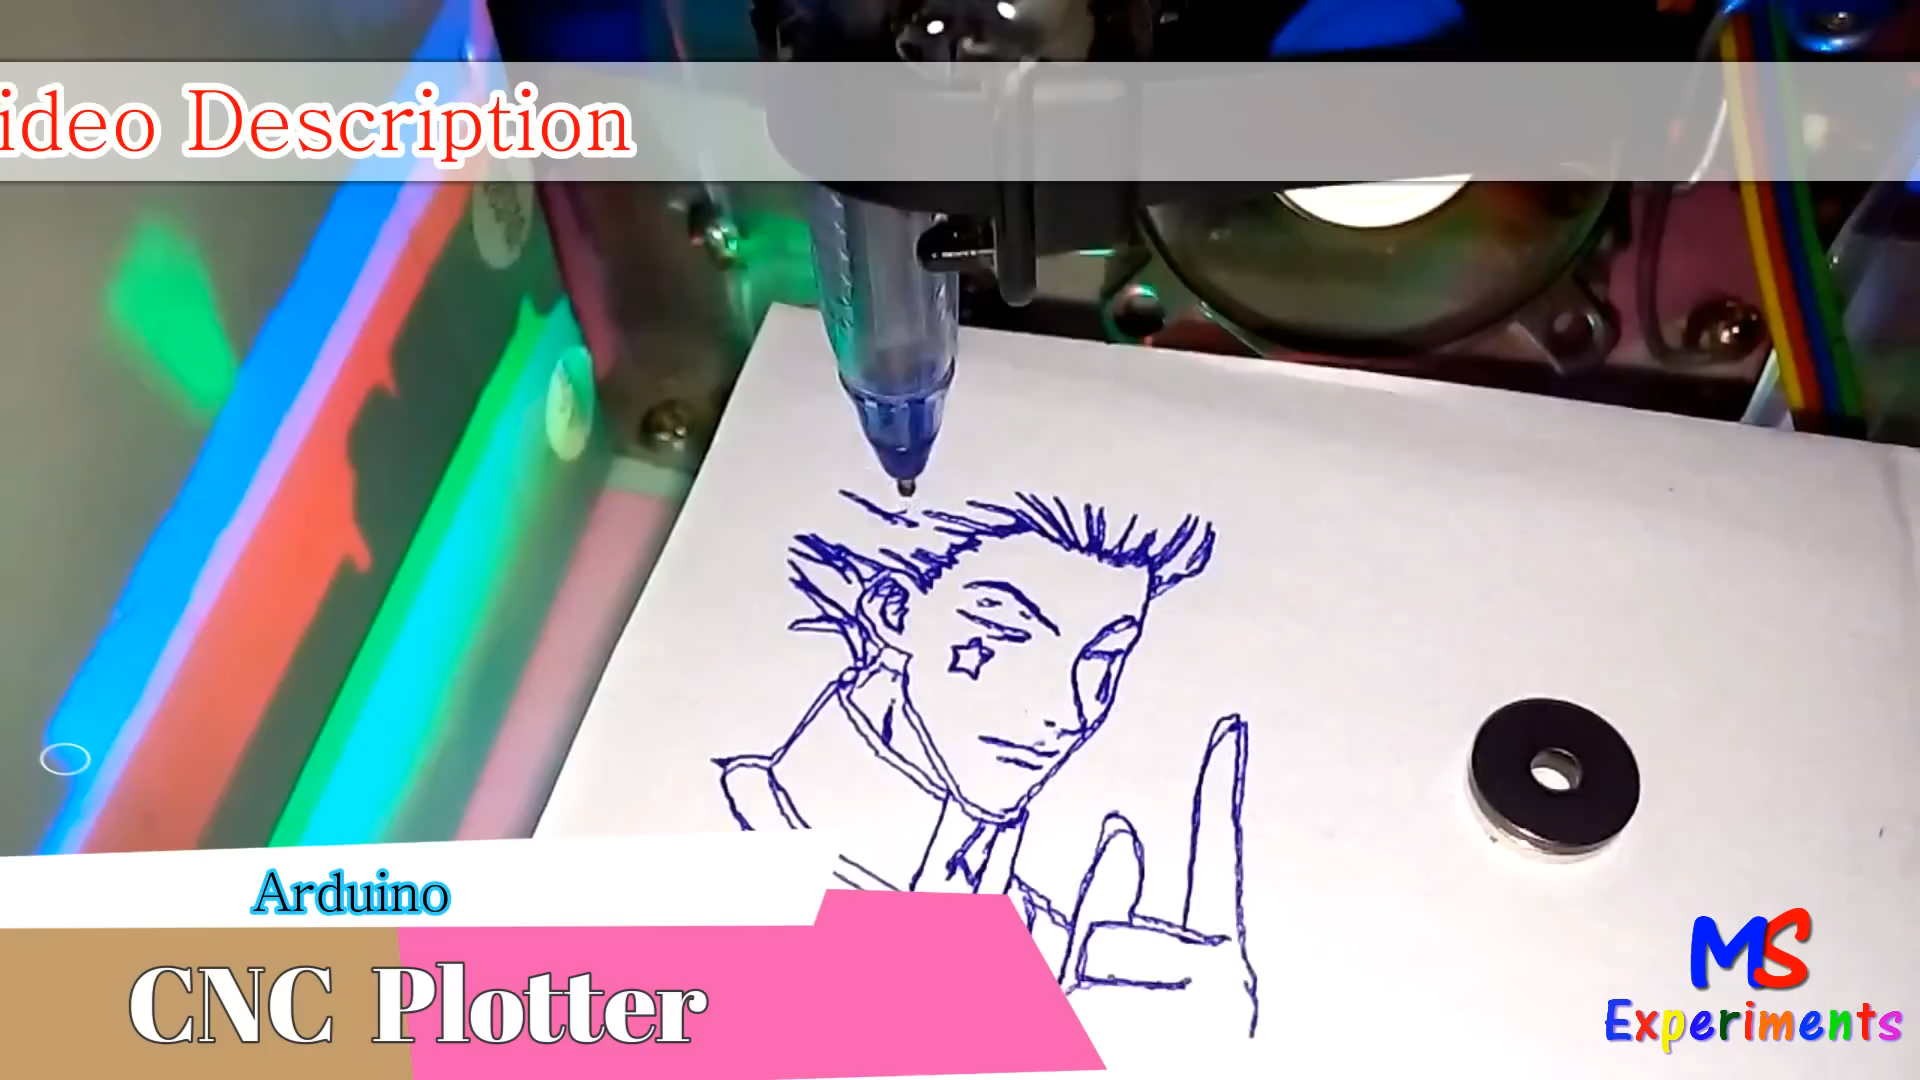 ideo Description
Arduino
CNC Plotter
MS
Experiments